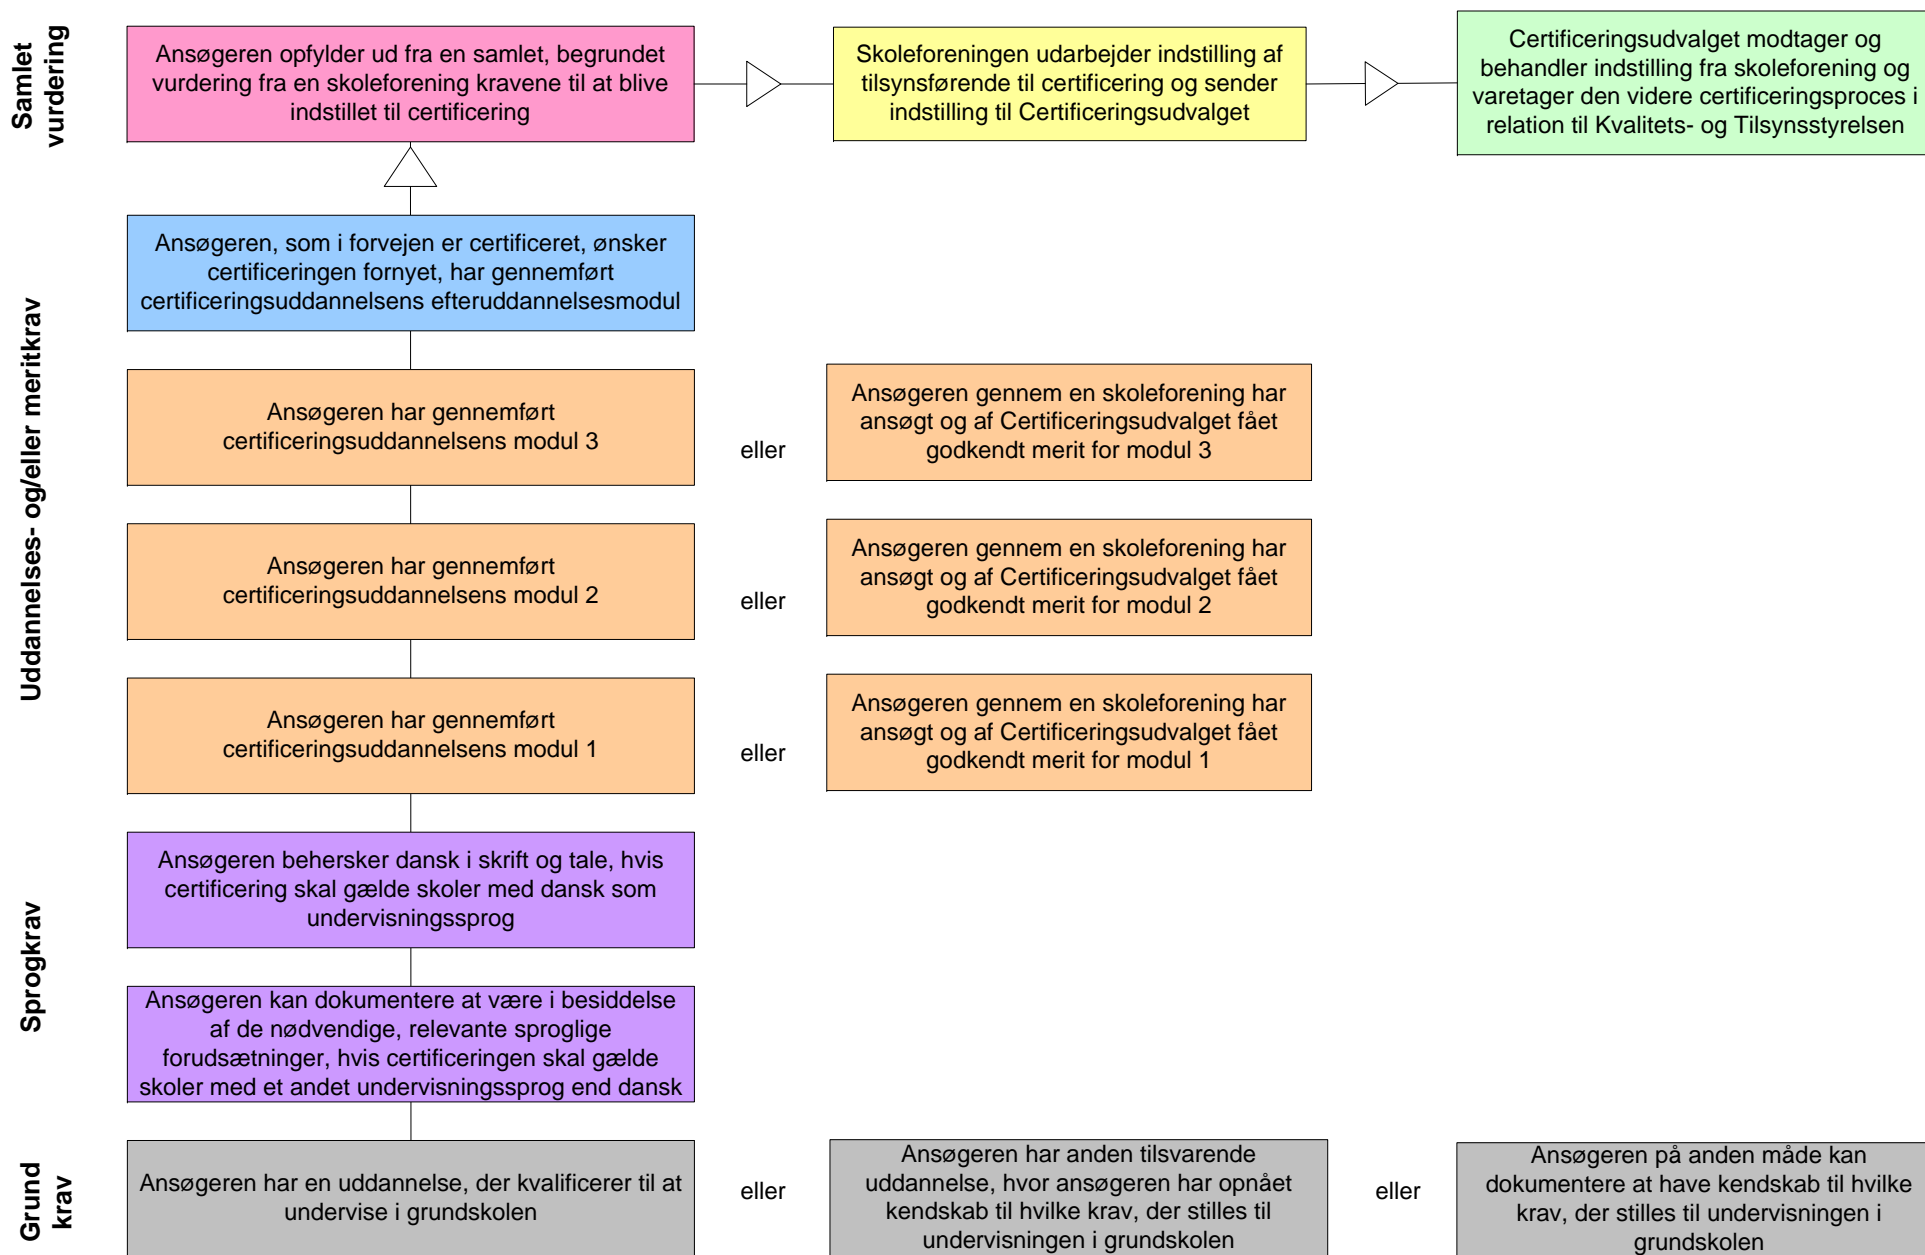 Samlet
vurdering
Ansøgeren opfylder ud fra en samlet, begrundet
vurdering fra en skoleforening kravene til at blive
indstillet til certificering
Skoleforeningen udarbejder indstilling af
tilsynsførende til certificering og sender
indstilling til Certificeringsudvalget
Certificeringsudvalget modtager og
behandler indstilling fra skoleforening og
varetager den videre certificeringsproces i
relation til Kvalitets- og Tilsynsstyrelsen
Uddannelses- og/eller meritkrav
Ansøgeren, som i forvejen er certificeret, ønsker
certificeringen fornyet, har gennemført
certificeringsuddannelsens efteruddannelsesmodul
Ansøgeren har gennemført
certificeringsuddannelsens modul 3
eller
Ansøgeren gennem en skoleforening har
ansøgt og af Certificeringsudvalget fået
godkendt merit for modul 3
Ansøgeren har gennemført
certificeringsuddannelsens modul 2
eller
Ansøgeren gennem en skoleforening har
ansøgt og af Certificeringsudvalget fået
godkendt merit for modul 2
Ansøgeren har gennemført
certificeringsuddannelsens modul 1
eller
Ansøgeren gennem en skoleforening har
ansøgt og af Certificeringsudvalget fået
godkendt merit for modul 1
Sprogkrav
Ansøgeren behersker dansk i skrift og tale, hvis
certificering skal gælde skoler med dansk som
undervisningssprog
Ansøgeren kan dokumentere at være i besiddelse
af de nødvendige, relevante sproglige
forudsætninger, hvis certificeringen skal gælde
skoler med et andet undervisningssprog end dansk
Grund
krav
Ansøgeren har en uddannelse, der kvalificerer til at
undervise i grundskolen
eller
Ansøgeren har anden tilsvarende
uddannelse, hvor ansøgeren har opnået
kendskab til hvilke krav, der stilles til
undervisningen i grundskolen
eller
Ansøgeren på anden måde kan
dokumentere at have kendskab til hvilke
krav, der stilles til undervisningen i
grundskolen